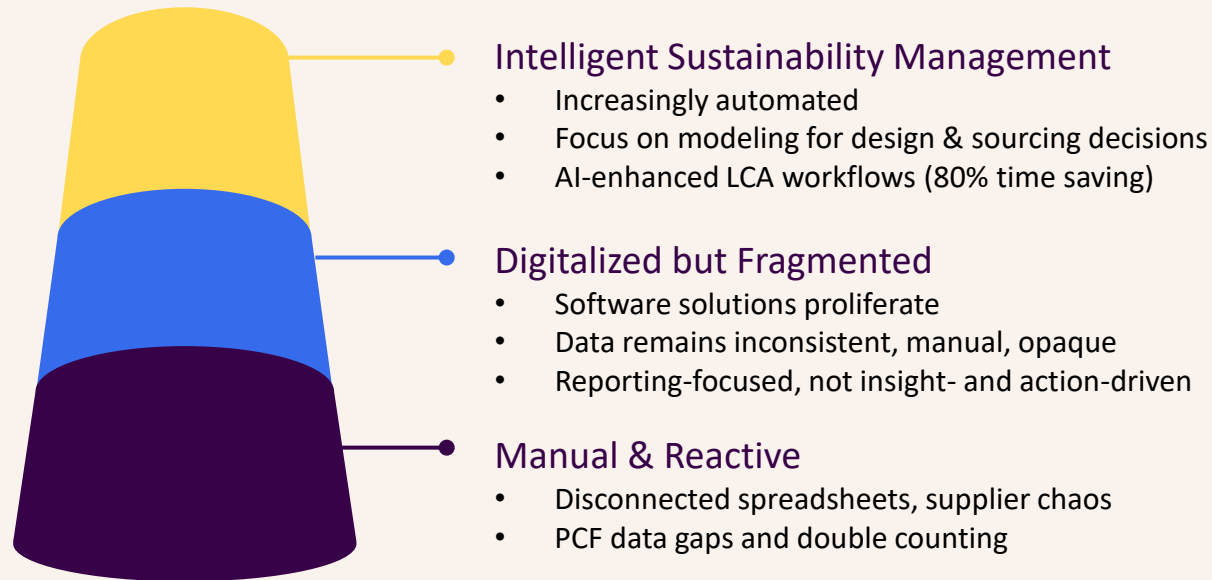 Intelligent Sustainability Management
• Increasingly automated
• Focus on modeling for design & sourcing decisions
• AI-enhanced LCA workflows (80% time saving)
Digitalized but Fragmented
• Software solutions proliferate
• Data remains inconsistent, manual, opaque
• Reporting-focused, not insight- and action-driven
Manual & Reactive
• Disconnected spreadsheets, supplier chaos
• PCF data gaps and double counting